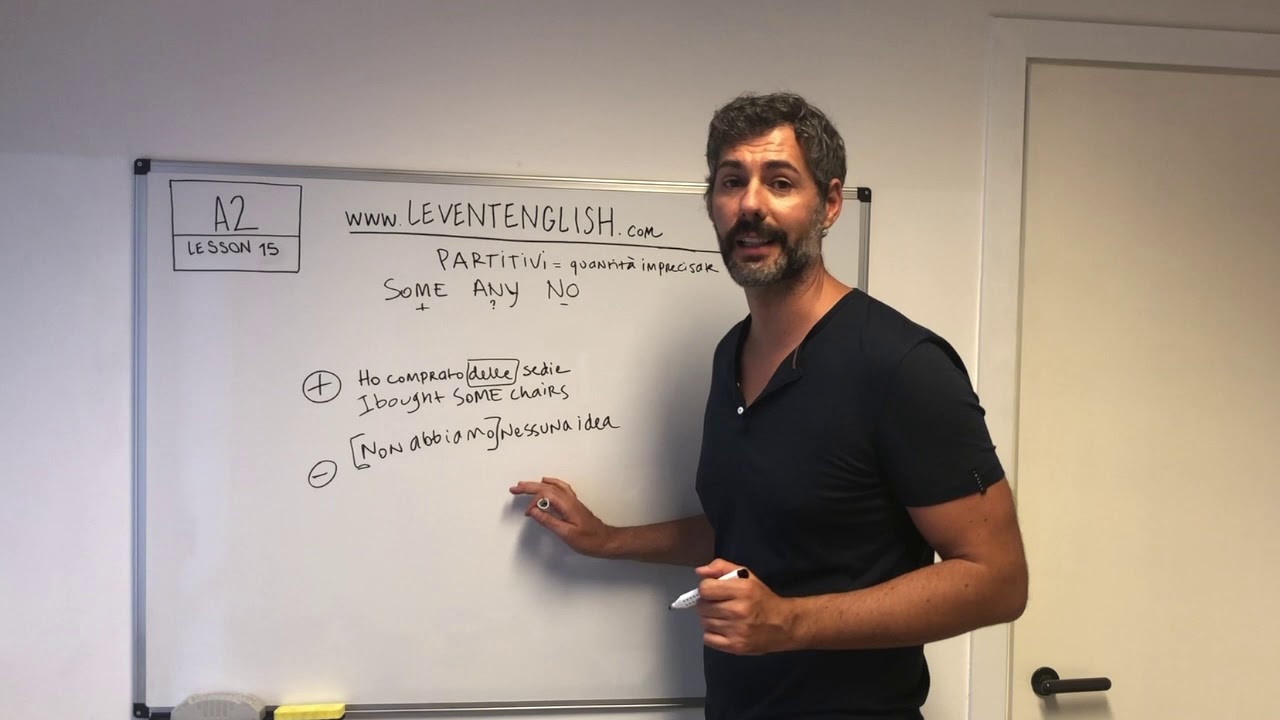 A2
LESSON 15
www.LEVENTENGLISH.com
PARTITIVI = quantità imprecisate
SOME ANY NO
+ ? -
+ Ho comprato delle sedie
I bought SOME chairs
- [Non abbiamo] nessuna idea